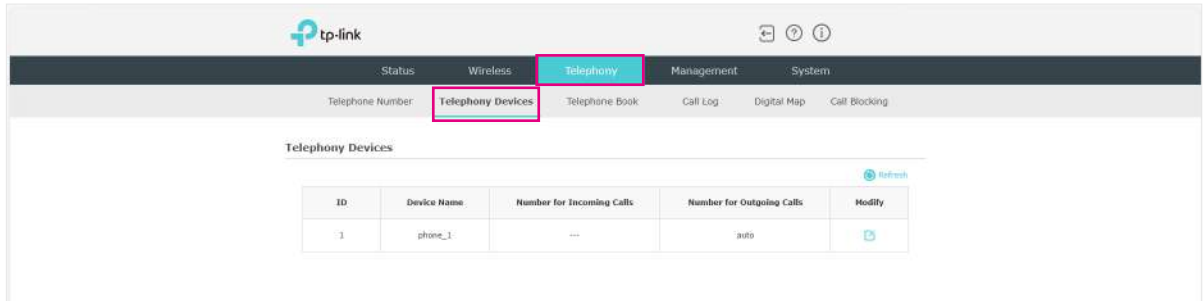 tp-link
Status Wireless Telephony Management System
Telephone Number Telephony Devices Telephone Book Call Log Digital Map Call Blocking
Telephony Devices
Refresh
ID Device Name Number for Incoming Calls Number for Outgoing Calls Modify
1 phone_1 --- auto